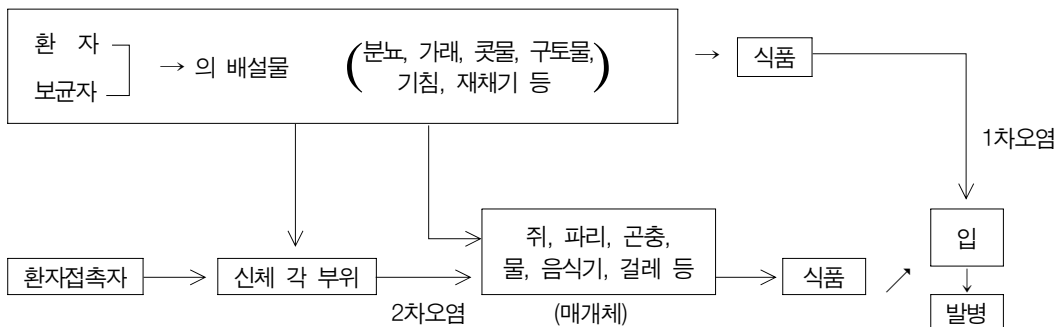 환 자
보균자
→ 의 배설물
(분뇨, 가래, 콧물, 구토물,
기침, 재채기 등)
→ 식품
1차오염
입
쥐, 파리, 곤충,
물, 음식기, 걸레 등
환자접촉자
신체 각 부위
식품
2차오염
(매개체)
발병